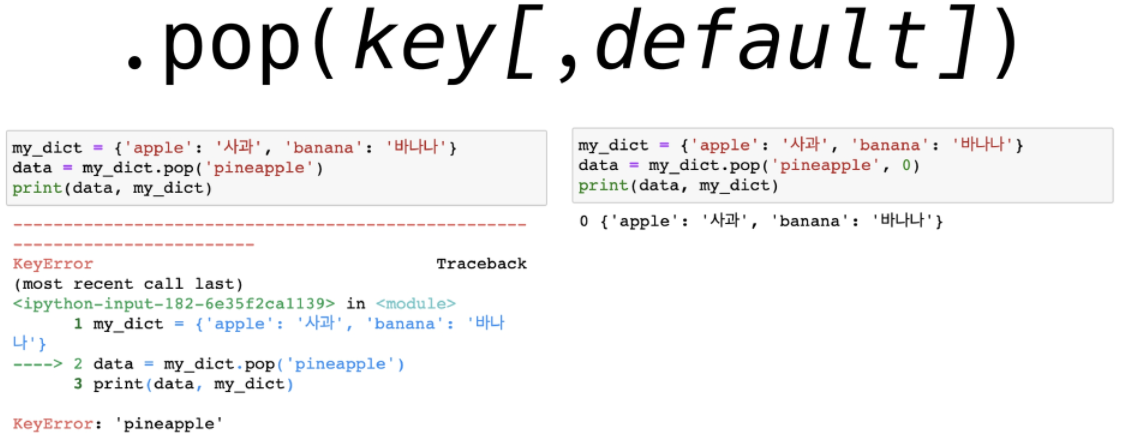 .pop(key[,default])
my_dict = {'apple': '사과', 'banana': '바나나'}
data = my_dict.pop('pineapple')
print(data, my_dict)
---------------------------------------------------
------------------------
KeyError                                  Traceback
(most recent call last)
<ipython-input-182-6e35f2ca1139> in <module>
      1 my_dict = {'apple': '사과', 'banana': '바나
나'}
----> 2 data = my_dict.pop('pineapple')
      3 print(data, my_dict)
KeyError: 'pineapple'
my_dict = {'apple': '사과', 'banana': '바나나'}
data = my_dict.pop('pineapple', 0)
print(data, my_dict)
0 {'apple': '사과', 'banana': '바나나'}